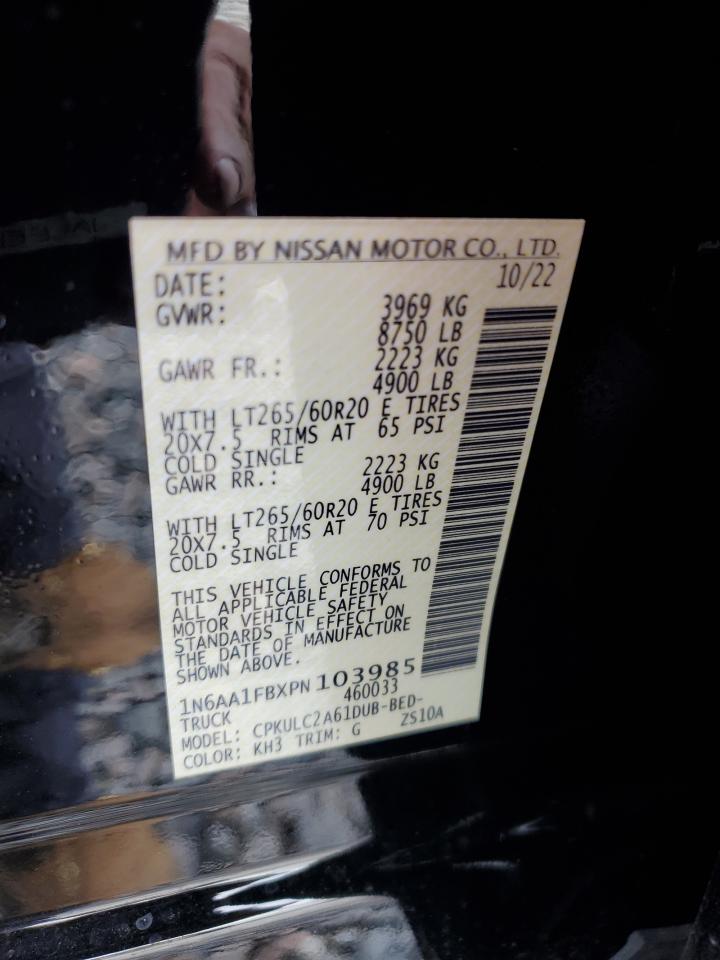 MFD BY NISSAN MOTOR CO., LTD.
DATE: 10/22
GVWR: 3969 KG
8750 LB
GAWR FR.: 2223 KG
4900 LB
WITH LT265/60R20 E TIRES
20X7.5 RIMS AT 65 PSI
COLD SINGLE
GAWR RR.: 2223 KG
4900 LB
WITH LT265/60R20 E TIRES
20X7.5 RIMS AT 70 PSI
COLD SINGLE
THIS VEHICLE CONFORMS TO
ALL APPLICABLE FEDERAL
MOTOR VEHICLE SAFETY
STANDARDS IN EFFECT ON
THE DATE OF MANUFACTURE
SHOWN ABOVE.
1N6AA1FBXPN103985
TRUCK 460033
MODEL: CPKULC2A61DUB-BED-
COLOR: KH3 TRIM: G ZS10A